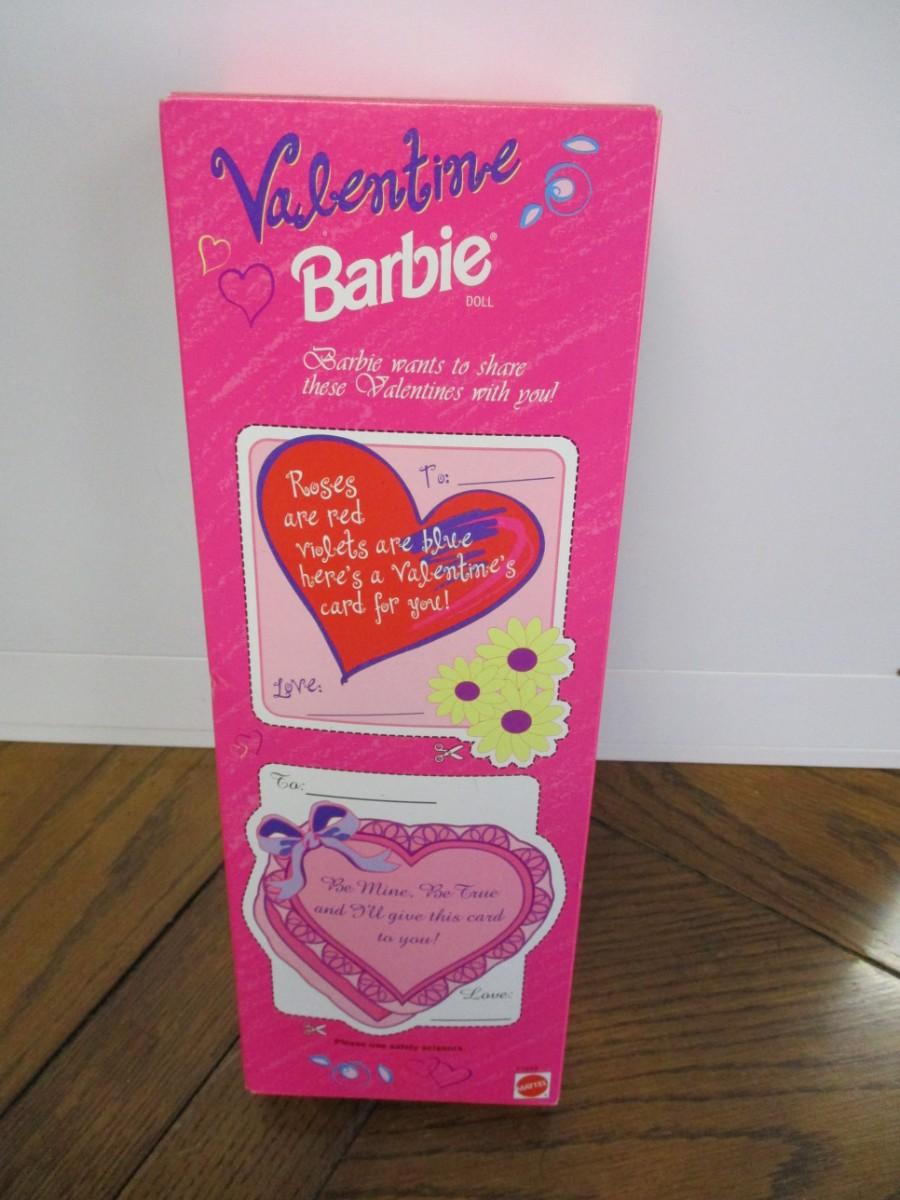 Valentine
Barbie®
DOLL
Barbie wants to share
these Valentines with you!
To:
Roses
are red
violets are blue
here's a Valentine's
card for you!
Love:
To:
Be Mine, Be True
and I'll give this card
to you!
Love:
Please use safety scissors.
MATTEL